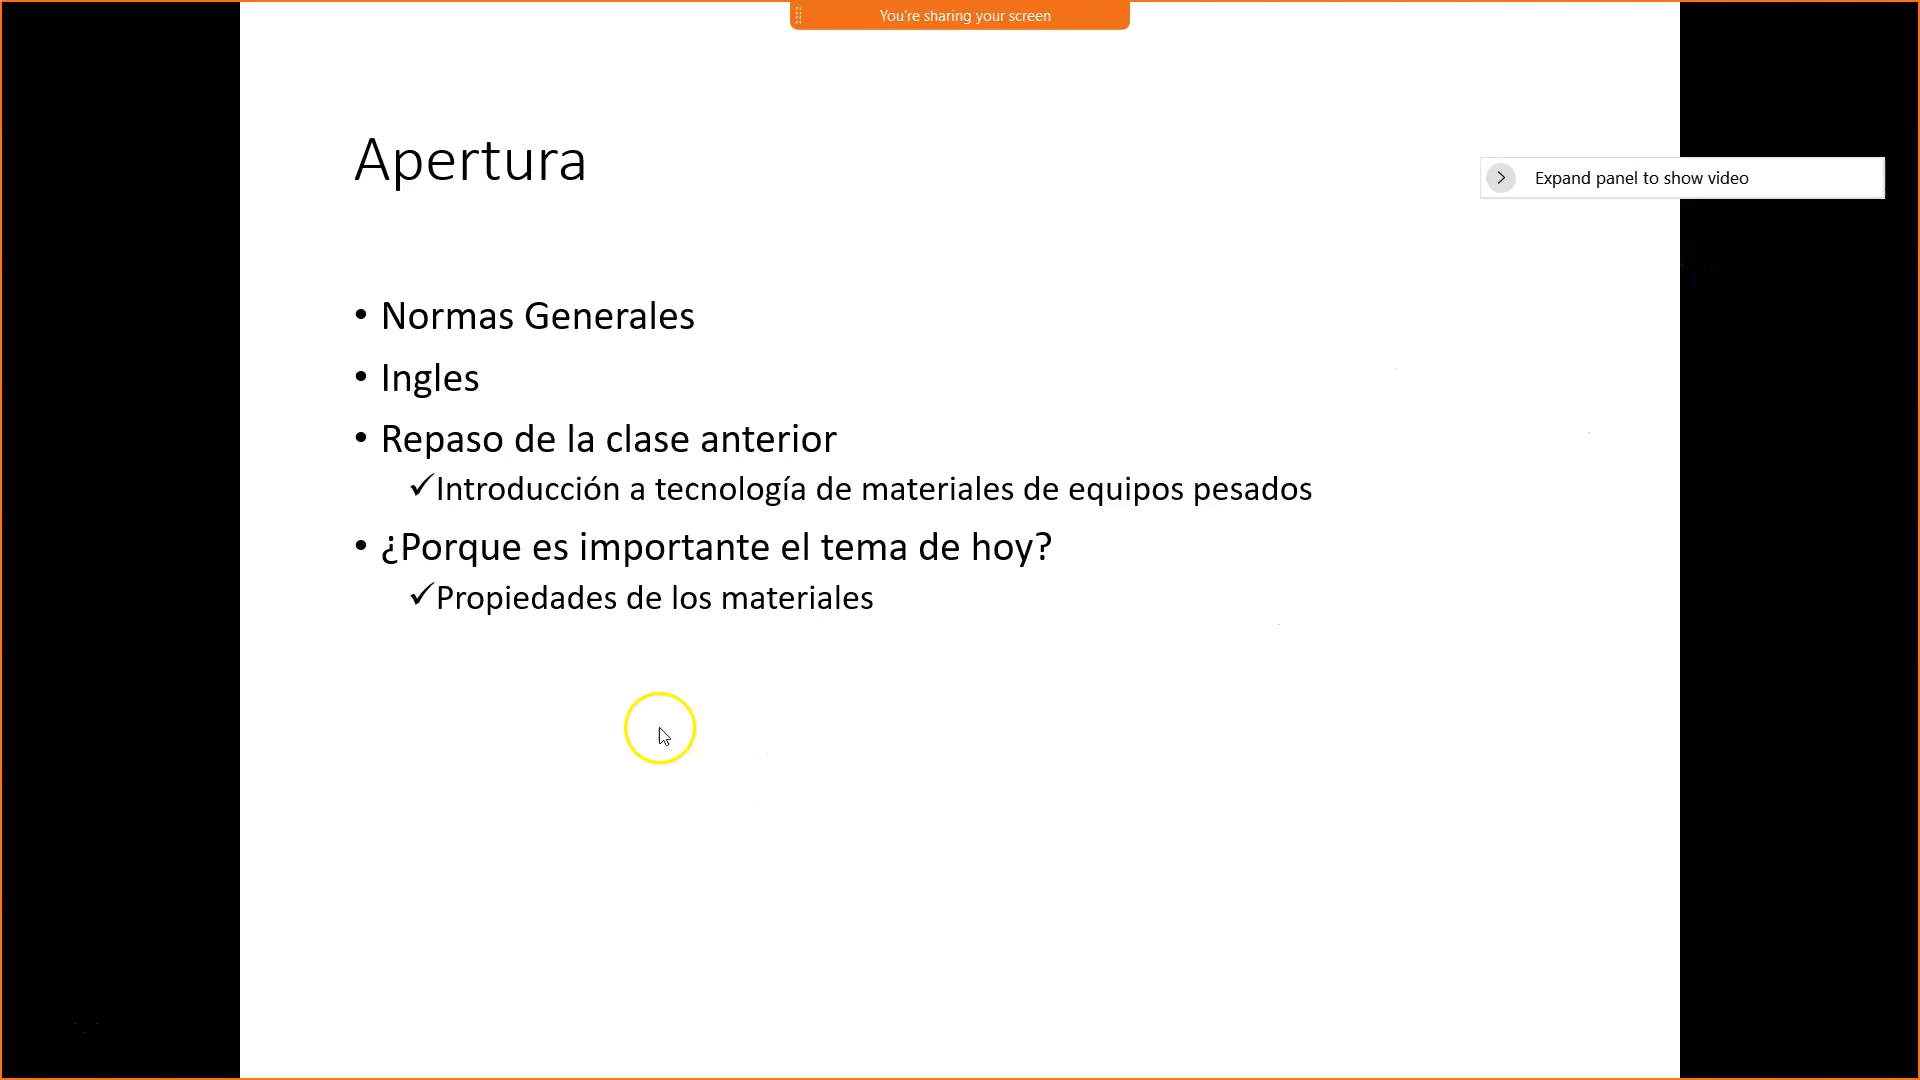 You're sharing your screen
Apertura
Expand panel to show video
• Normas Generales
• Ingles
• Repaso de la clase anterior
✓Introducción a tecnología de materiales de equipos pesados
• ¿Porque es importante el tema de hoy?
✓Propiedades de los materiales